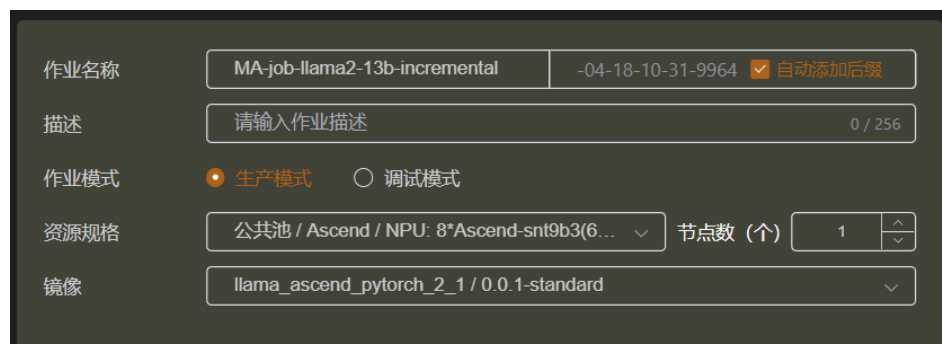 作业名称 MA-job-llama2-13b-incremental -04-18-10-31-9964 自动添加后缀
描述 请输入作业描述 0 / 256
作业模式 生产模式 调试模式
资源规格 公共池 / Ascend / NPU: 8*Ascend-snt9b3(6... 节点数（个） 1
镜像 llama_ascend_pytorch_2_1 / 0.0.1-standard